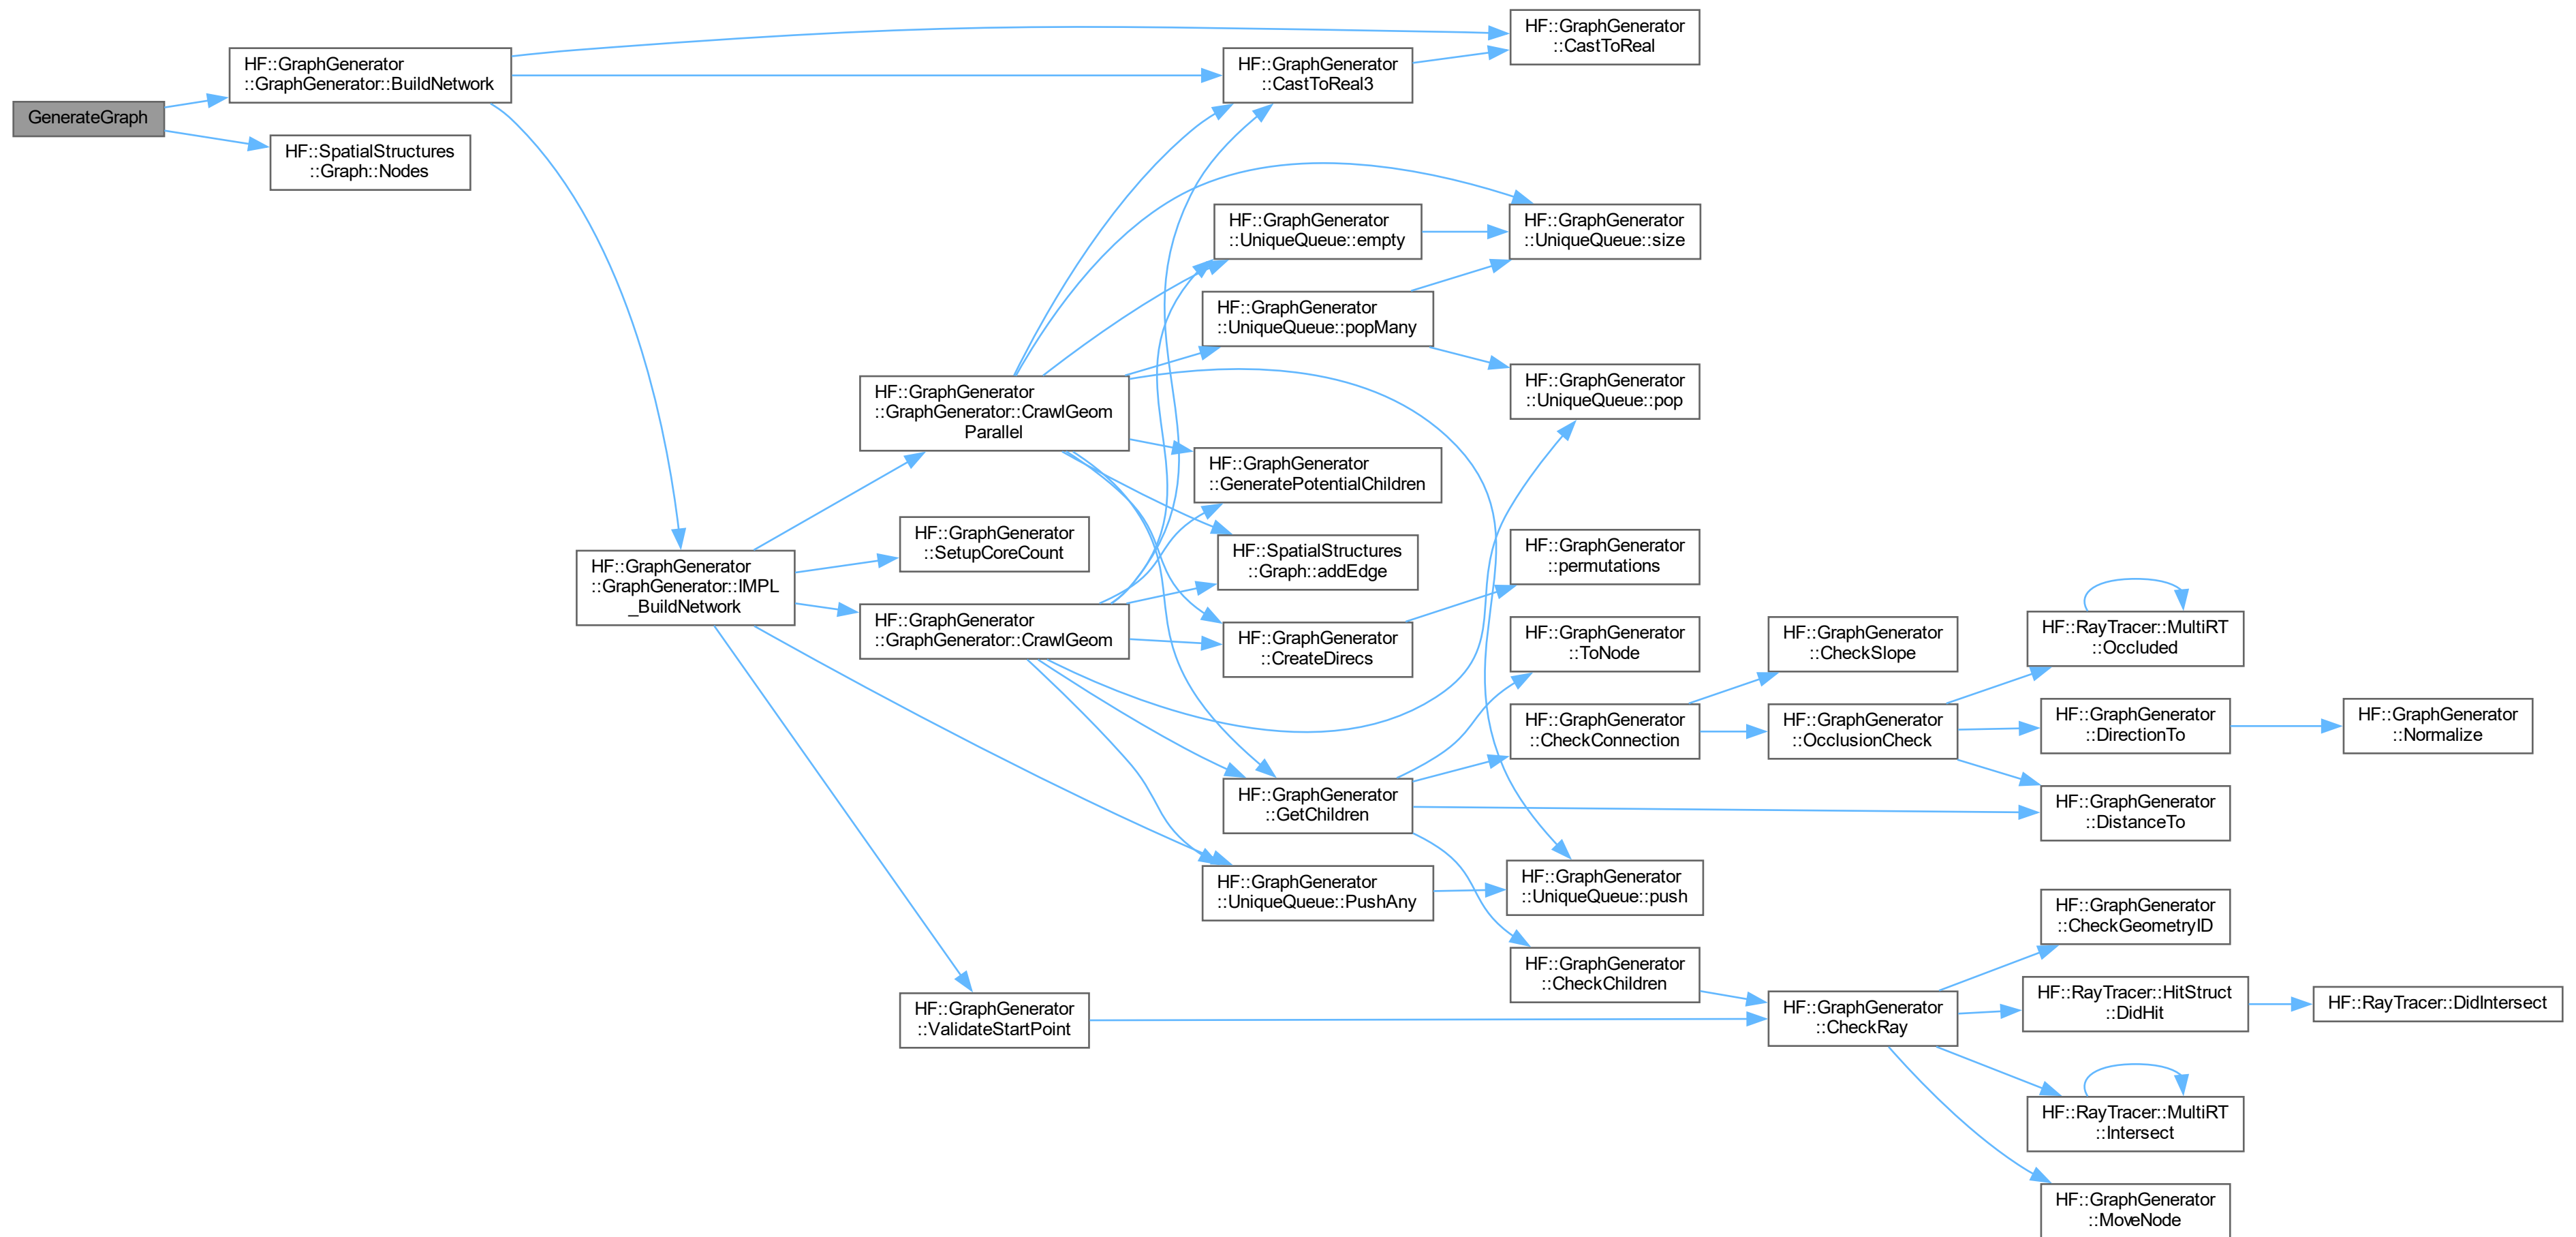 GenerateGraph
HF::GraphGenerator
::GraphGenerator::BuildNetwork
HF::SpatialStructures
::Graph::Nodes
HF::GraphGenerator
::GraphGenerator::IMPL
_BuildNetwork
HF::GraphGenerator
::GraphGenerator::CrawlGeom
Parallel
HF::GraphGenerator
::SetupCoreCount
HF::GraphGenerator
::GraphGenerator::CrawlGeom
HF::GraphGenerator
::ValidateStartPoint
HF::GraphGenerator
::CastToReal3
HF::GraphGenerator
::UniqueQueue::empty
HF::GraphGenerator
::UniqueQueue::popMany
HF::GraphGenerator
::GeneratePotentialChildren
HF::SpatialStructures
::Graph::addEdge
HF::GraphGenerator
::CreateDirecs
HF::GraphGenerator
::GetChildren
HF::GraphGenerator
::UniqueQueue::PushAny
HF::GraphGenerator
::CastToReal
HF::GraphGenerator
::UniqueQueue::size
HF::GraphGenerator
::UniqueQueue::pop
HF::GraphGenerator
::permutations
HF::GraphGenerator
::ToNode
HF::GraphGenerator
::CheckConnection
HF::GraphGenerator
::UniqueQueue::push
HF::GraphGenerator
::CheckChildren
HF::GraphGenerator
::CheckSlope
HF::GraphGenerator
::OcclusionCheck
HF::GraphGenerator
::CheckRay
HF::RayTracer::MultiRT
::Occluded
HF::GraphGenerator
::DirectionTo
HF::GraphGenerator
::DistanceTo
HF::GraphGenerator
::CheckGeometryID
HF::RayTracer::HitStruct
::DidHit
HF::RayTracer::MultiRT
::Intersect
HF::GraphGenerator
::MoveNode
HF::GraphGenerator
::Normalize
HF::RayTracer::DidIntersect